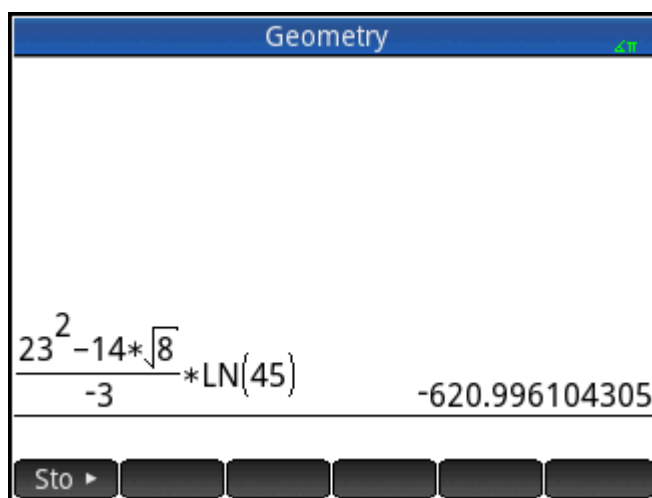 Geometry
∡π
23²-14*√8
-3
*LN(45)
-620.996104305
Sto ▸